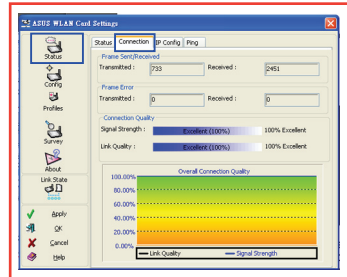 ASUS WLAN Card Settings
Status
Config
Profiles
Survey
About
Link State
Apply
OK
Cancel
Help
Status Connection IP Config Ping
Frame Sent/Received
Transmitted : 733 Received : 2451
Frame Error
Transmitted : 0 Received : 0
Connection Quality
Signal Strength : Excellent (100%) 100% Excellent
Link Quality : Excellent (100%) 100% Excellent
Overall Connection Quality
100.00%
80.00%
60.00%
40.00%
20.00%
0.00%
Link Quality Signal Strength